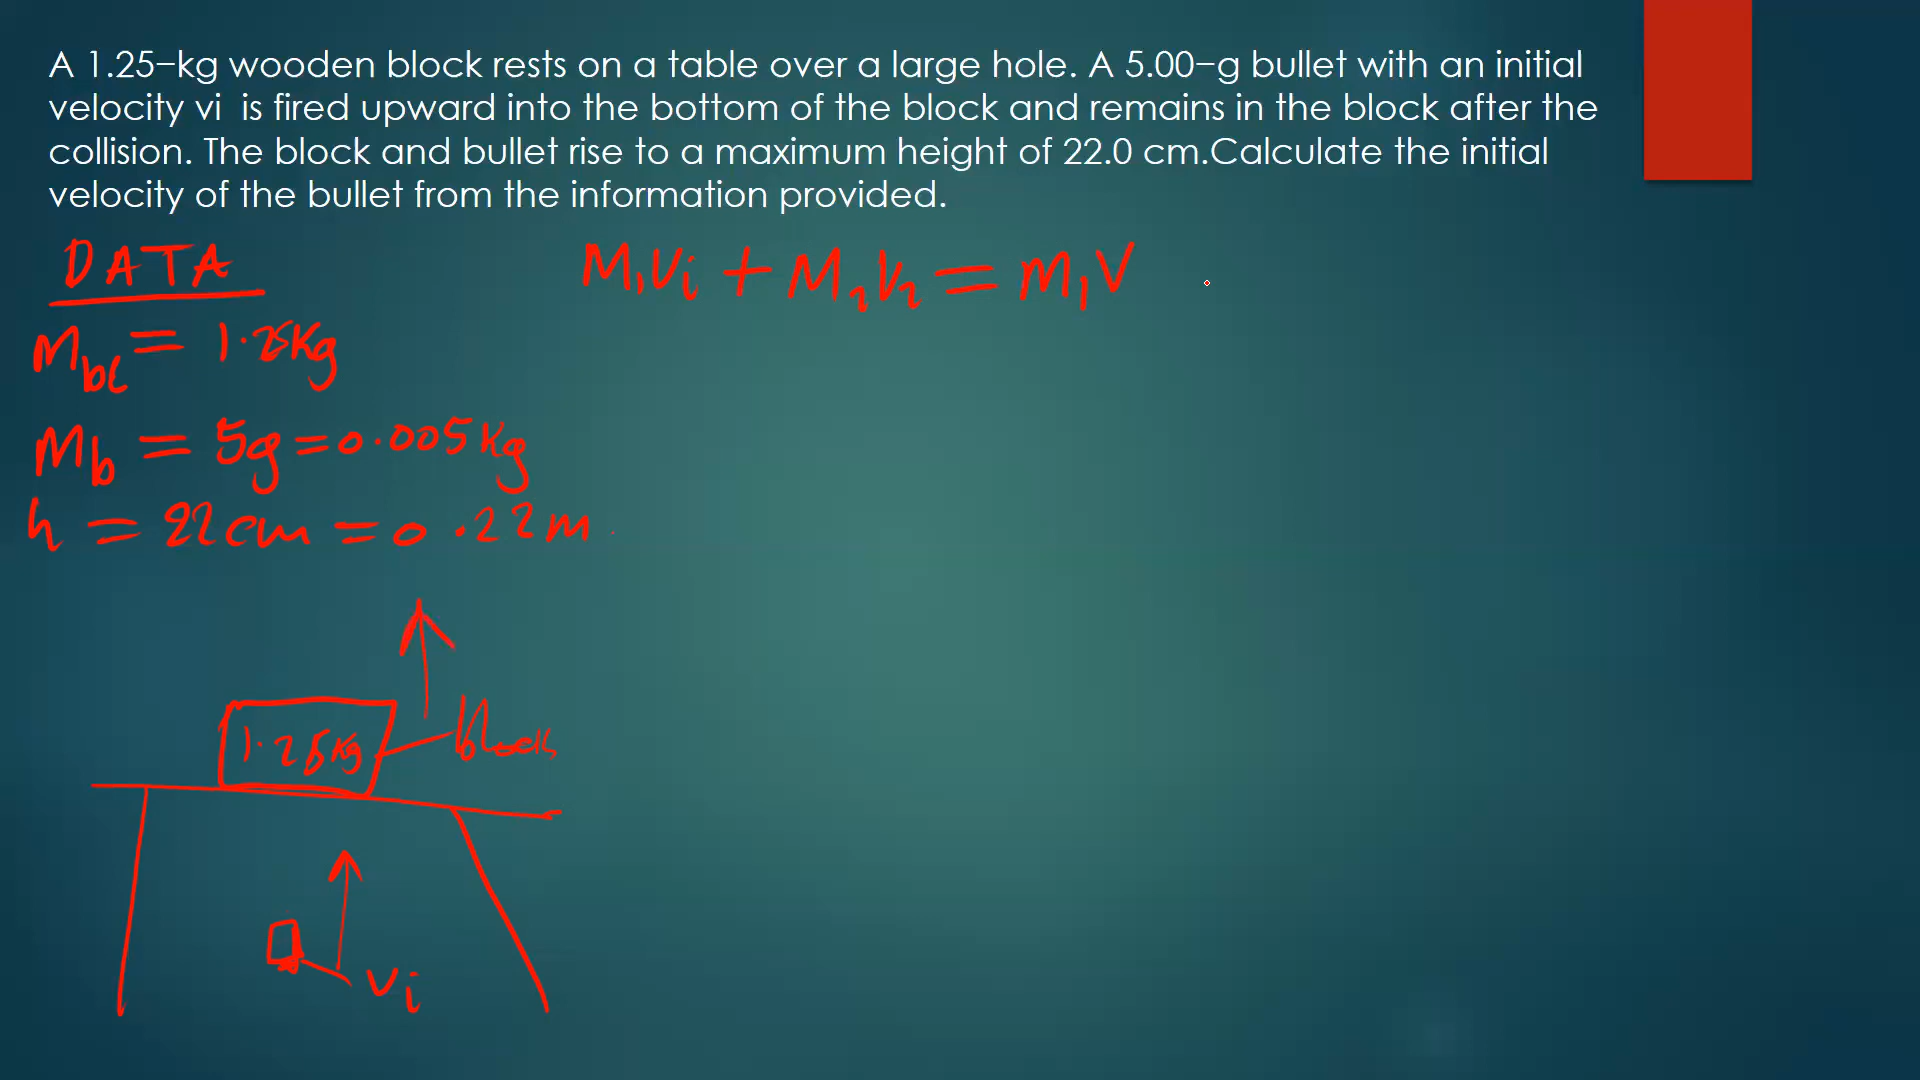 A 1.25−kg wooden block rests on a table over a large hole. A 5.00−g bullet with an initial
velocity vi is fired upward into the bottom of the block and remains in the block after the
collision. The block and bullet rise to a maximum height of 22.0 cm.Calculate the initial
velocity of the bullet from the information provided.
DATA
M₁Vi + M₂V₂ = m₁V
Mbl = 1.25Kg
Mb = 5g = 0.005Kg
h = 22cm = 0.22m
1.25Kg
block
Vi